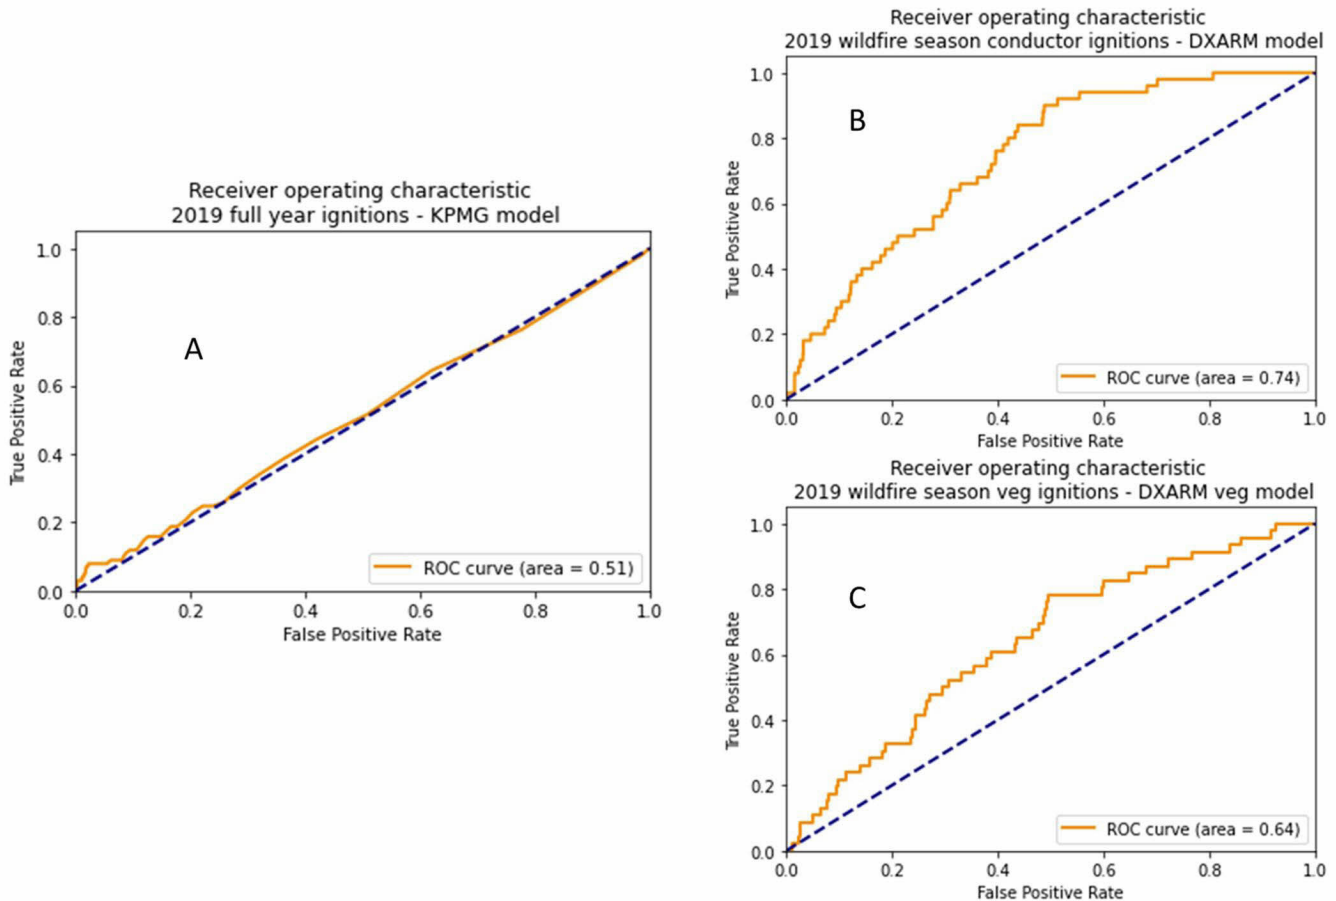 Receiver operating characteristic
2019 full year ignitions - KPMG model
1.0
0.8
0.6
0.4
0.2
0.0
True Positive Rate
A
ROC curve (area = 0.51)
0.0 0.2 0.4 0.6 0.8 1.0
False Positive Rate
Receiver operating characteristic
2019 wildfire season conductor ignitions - DXARM model
1.0
0.8
0.6
0.4
0.2
0.0
True Positive Rate
B
ROC curve (area = 0.74)
0.0 0.2 0.4 0.6 0.8 1.0
False Positive Rate
Receiver operating characteristic
2019 wildfire season veg ignitions - DXARM veg model
1.0
0.8
0.6
0.4
0.2
0.0
True Positive Rate
C
ROC curve (area = 0.64)
0.0 0.2 0.4 0.6 0.8 1.0
False Positive Rate